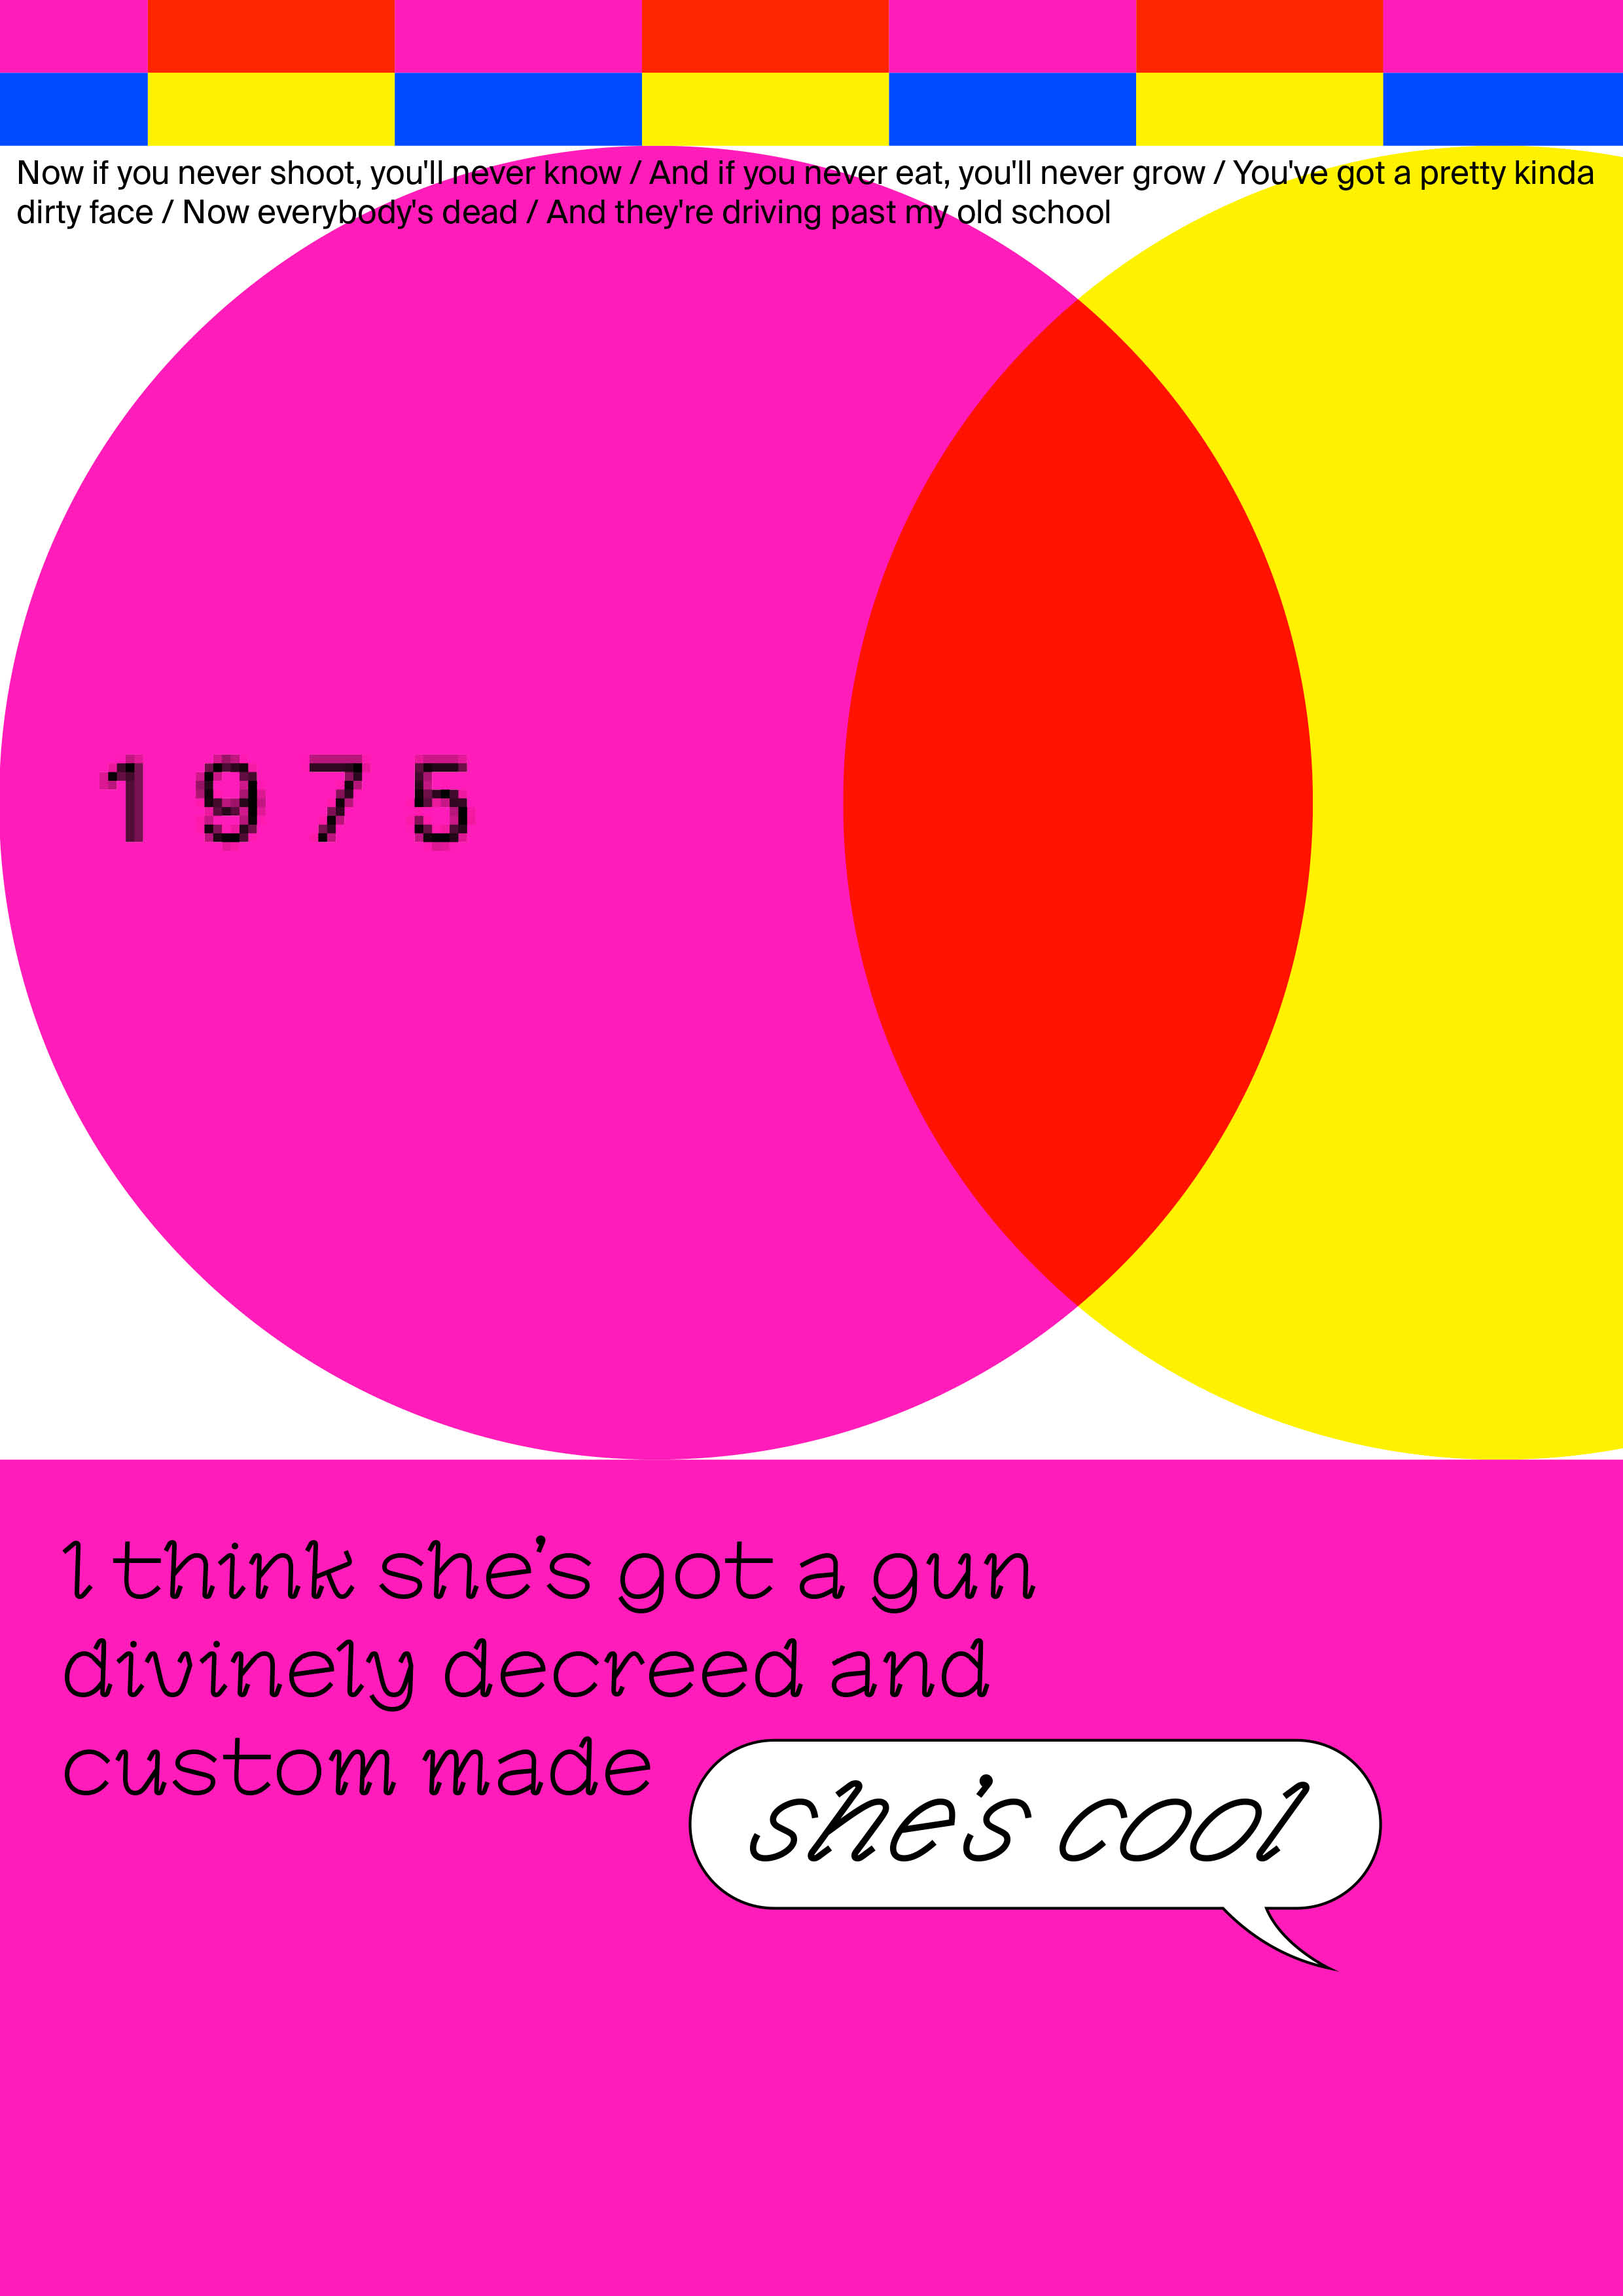 Now if you never shoot, you'll never know / And if you never eat, you'll never grow / You've got a pretty kinda
dirty face / Now everybody's dead / And they're driving past my old school
1975
I think she's got a gun
divinely decreed and
custom made
she's cool